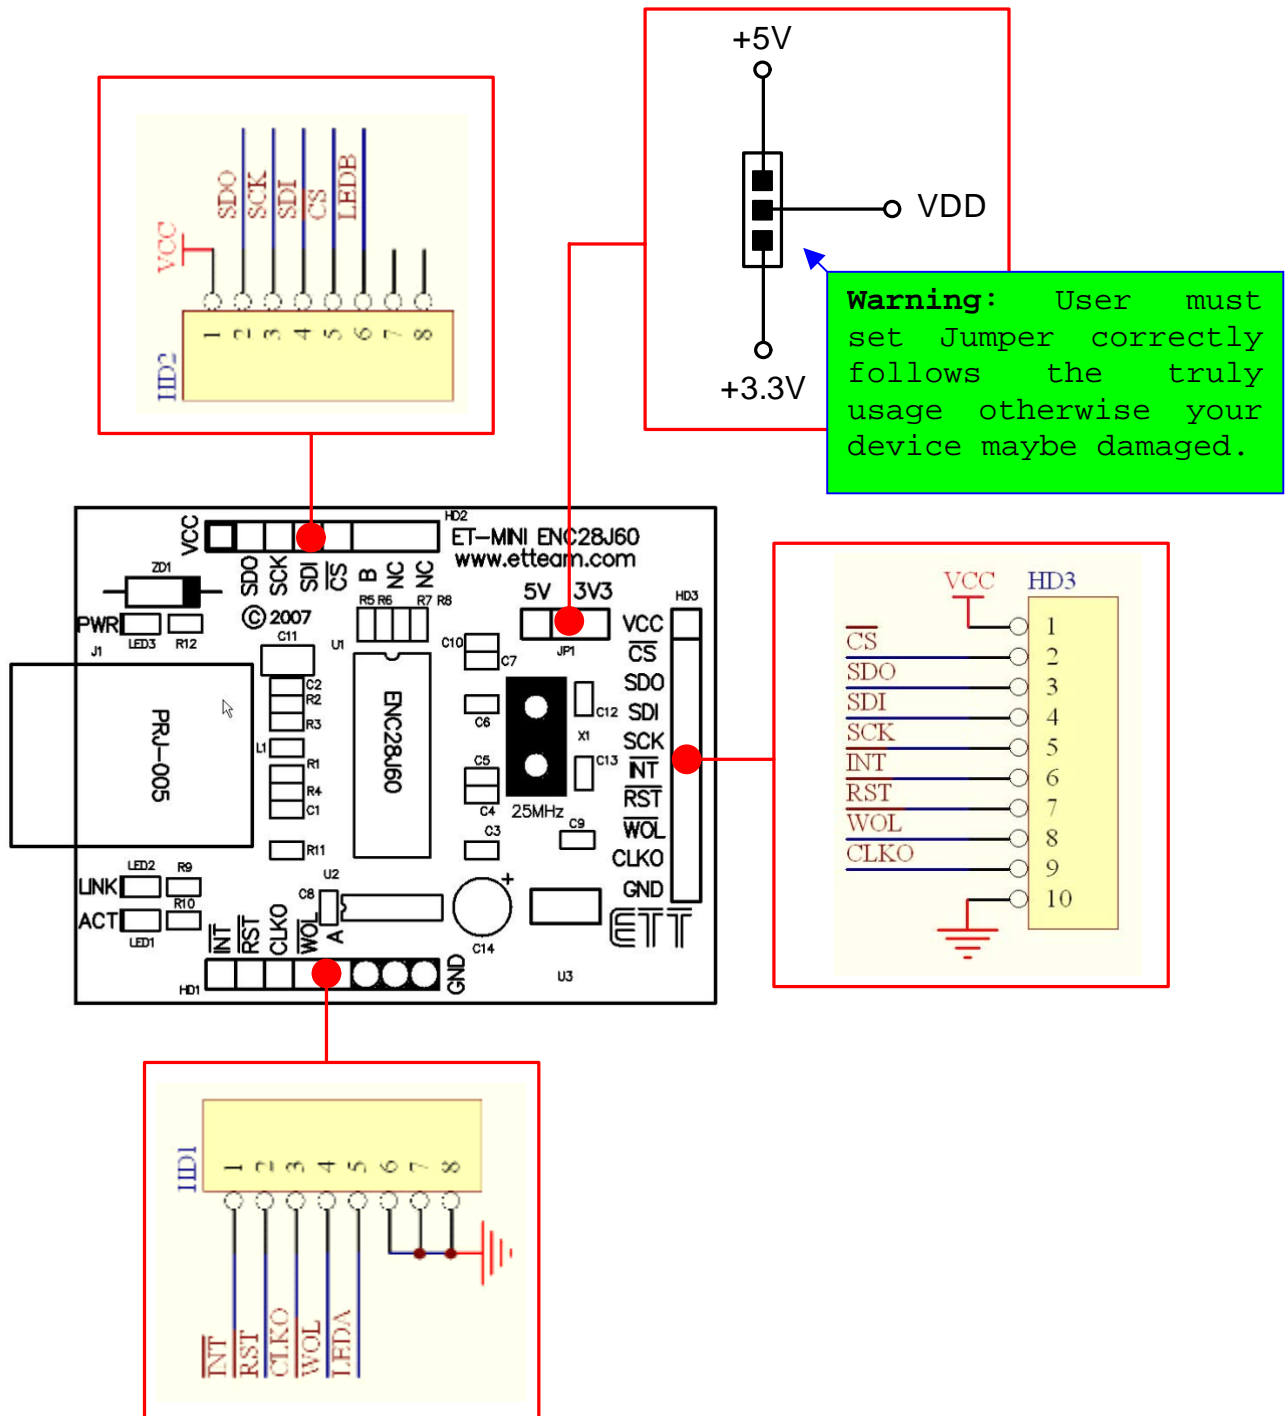 +5V
VDD
+3.3V
Warning: User must
set Jumper correctly
follows the truly
usage otherwise your
device maybe damaged.
VCC
SDO
SCK
SDI
CS
LEDB
1 2 3 4 5 6 7 8
HD2
VCC
HD2
SDO
SCK
SDI
CS
B
NC
NC
ET-MINI ENC28J60
www.etteam.com
ZD1
© 2007
PWR
LED3
R12
J1
C11
U1
R5 R6 R7 R8
5V 3V3
JP1
HD3
C10
C7
C2
R2
R3
L1
R1
R4
C1
R11
PRJ-005
ENC28J60
C6
C12
X1
C5
C13
C4
25MHz
C3
C9
VCC
CS
SDO
SDI
SCK
INT
RST
WOL
CLKO
GND
LINK
LED2
R9
ACT
LED1
R10
U2
C8
C14
+
ETT
U3
INT
RST
CLKO
WOL
A
HD1
GND
VCC
HD3
CS
SDO
SDI
SCK
INT
RST
WOL
CLKO
1
2
3
4
5
6
7
8
9
10
HD1
1 2 3 4 5 6 7 8
INT
RST
CLKO
WOL
LEDA